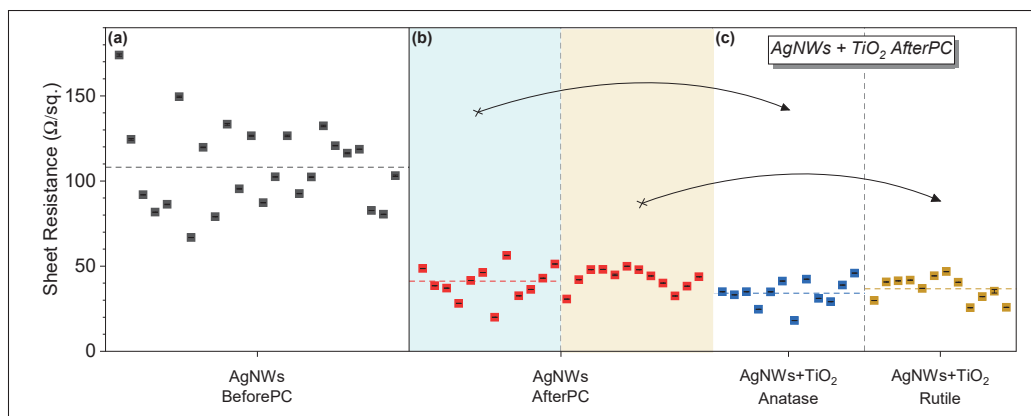 (a)
(b)
(c)
AgNWs + TiO₂ AfterPC
Sheet Resistance (Ω/sq.)
150
100
50
0
AgNWs
BeforePC
AgNWs
AfterPC
AgNWs+TiO₂
Anatase
AgNWs+TiO₂
Rutile